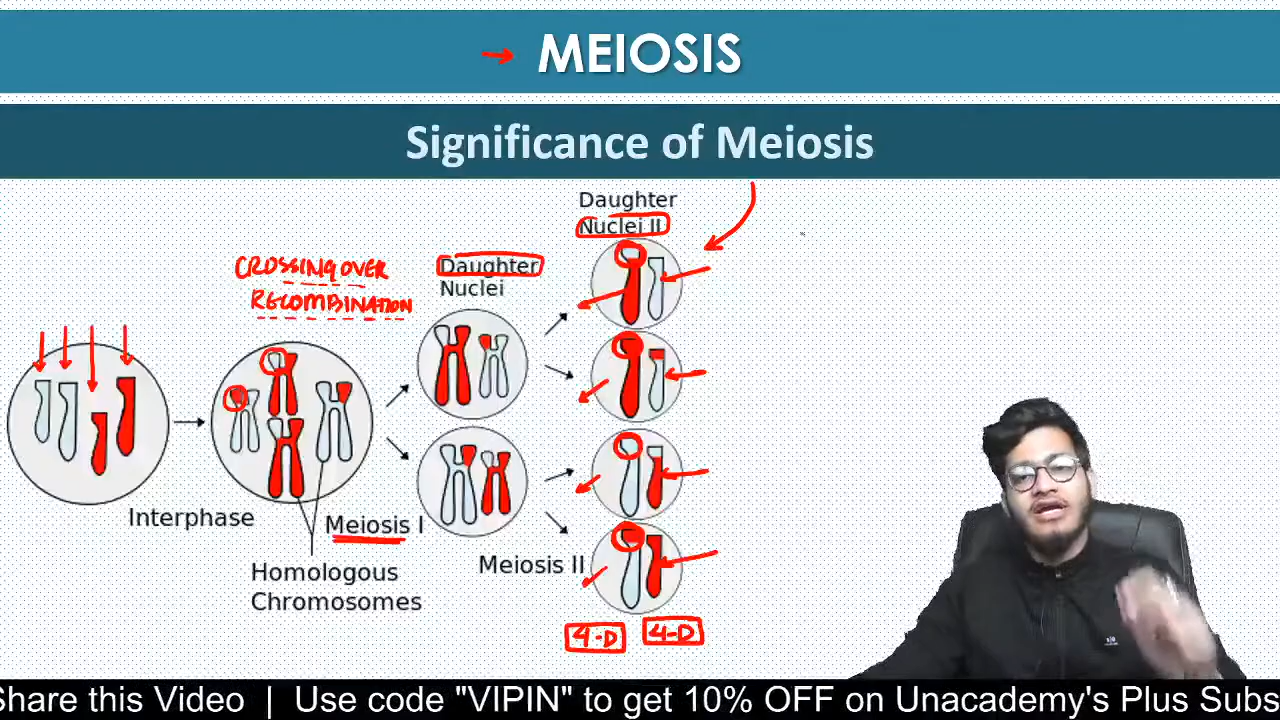 → MEIOSIS
Significance of Meiosis
Daughter
Nuclei II
CROSSING OVER
RECOMBINATION
Daughter
Nuclei
Interphase
Meiosis I
Homologous
Chromosomes
Meiosis II
4-D 4-D
Share this Video | Use code "VIPIN" to get 10% OFF on Unacademy's Plus Subs